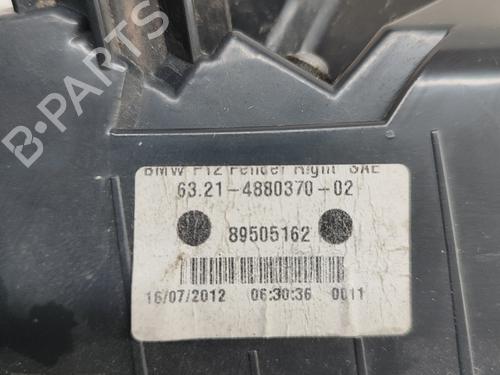 B-PARTS
BMW F12 Fender Right SAE
63.21-4880370-02
89505162
16/07/2012 06:30:36 0011